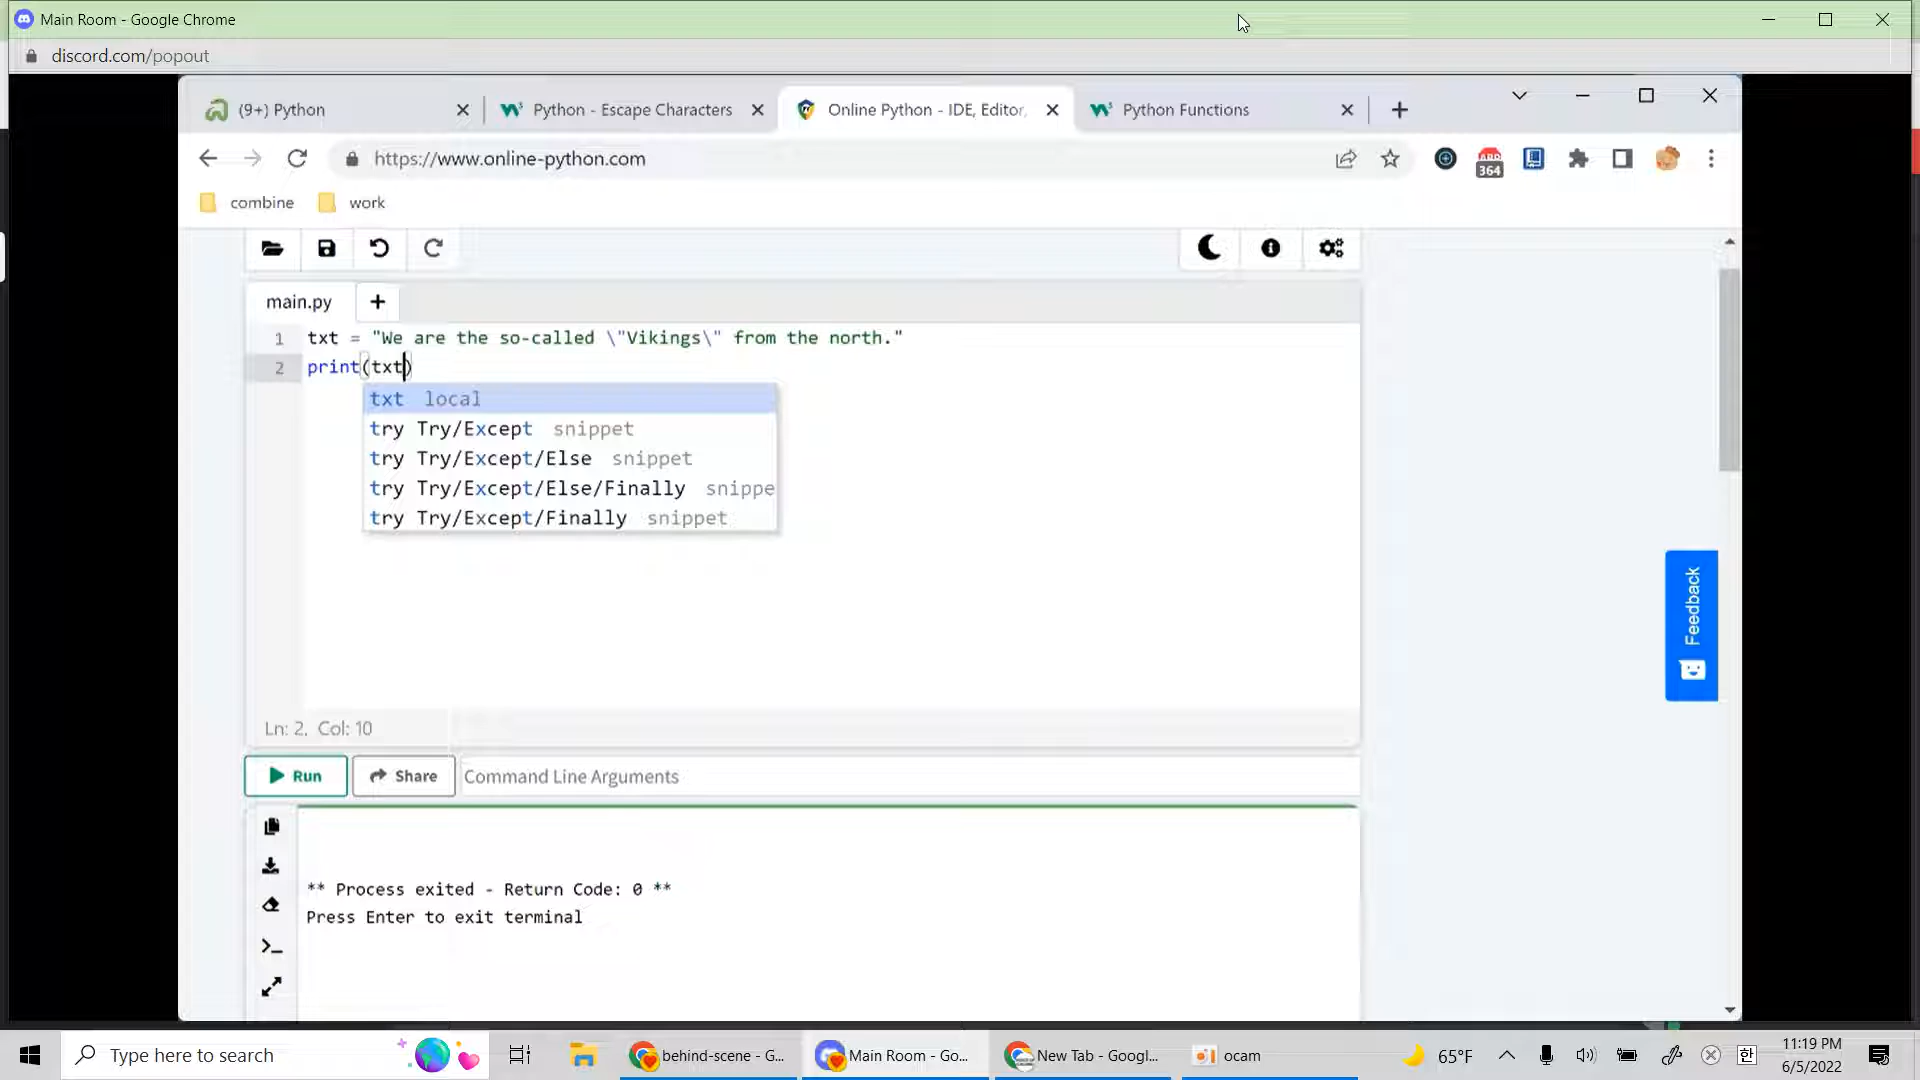 Main Room - Google Chrome
discord.com/popout
(9+) Python
Python - Escape Characters
Online Python - IDE, Editor,
Python Functions
https://www.online-python.com
364
combine
work
main.py
1 txt = "We are the so-called \"Vikings\" from the north."
2 print(txt)
txt local
try Try/Except snippet
try Try/Except/Else snippet
try Try/Except/Else/Finally snippe
try Try/Except/Finally snippet
Feedback
Ln: 2, Col: 10
Run
Share
Command Line Arguments
** Process exited - Return Code: 0 **
Press Enter to exit terminal
Type here to search
behind-scene - G...
Main Room - Go...
New Tab - Googl...
ocam
65°F
한
11:19 PM
6/5/2022